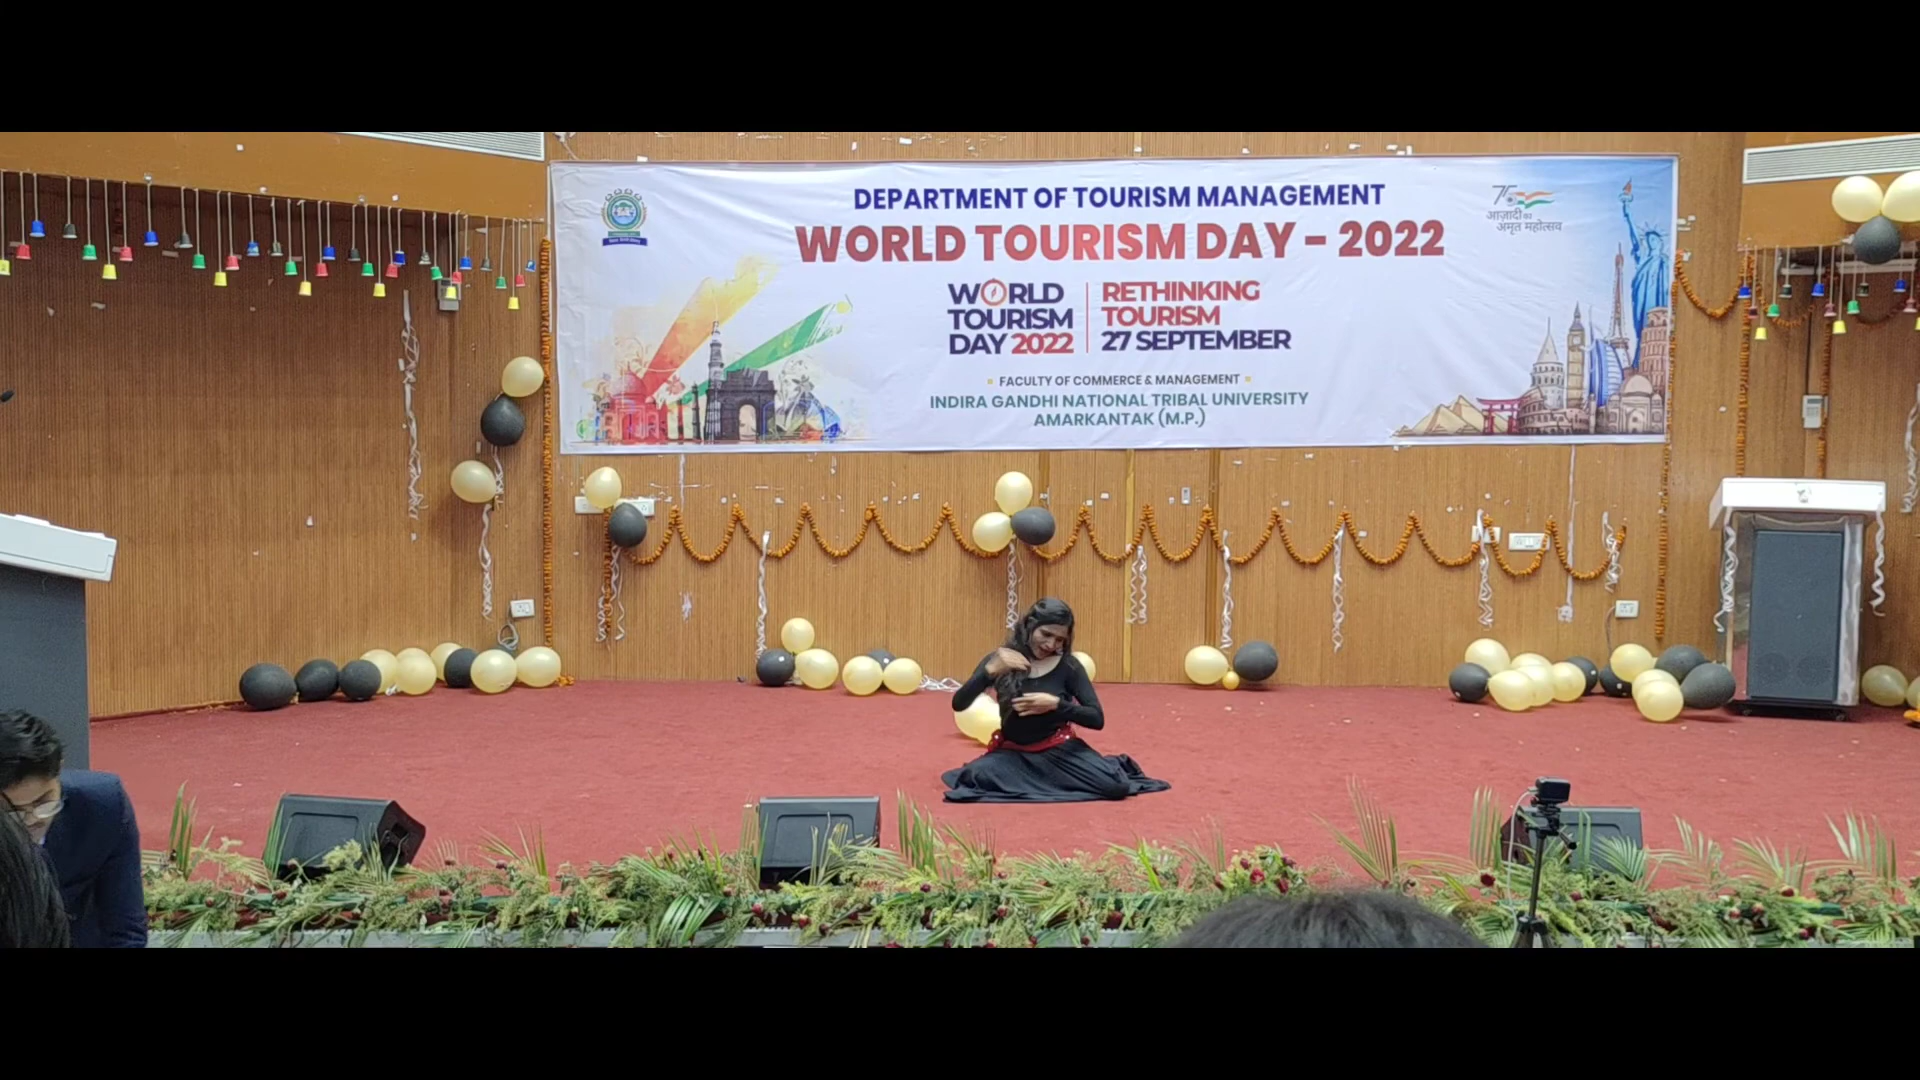 DEPARTMENT OF TOURISM MANAGEMENT
WORLD TOURISM DAY - 2022
75
आज़ादी का
अमृत महोत्सव
WORLD
TOURISM
DAY 2022
RETHINKING
TOURISM
27 SEPTEMBER
FACULTY OF COMMERCE & MANAGEMENT
INDIRA GANDHI NATIONAL TRIBAL UNIVERSITY
AMARKANTAK (M.P.)